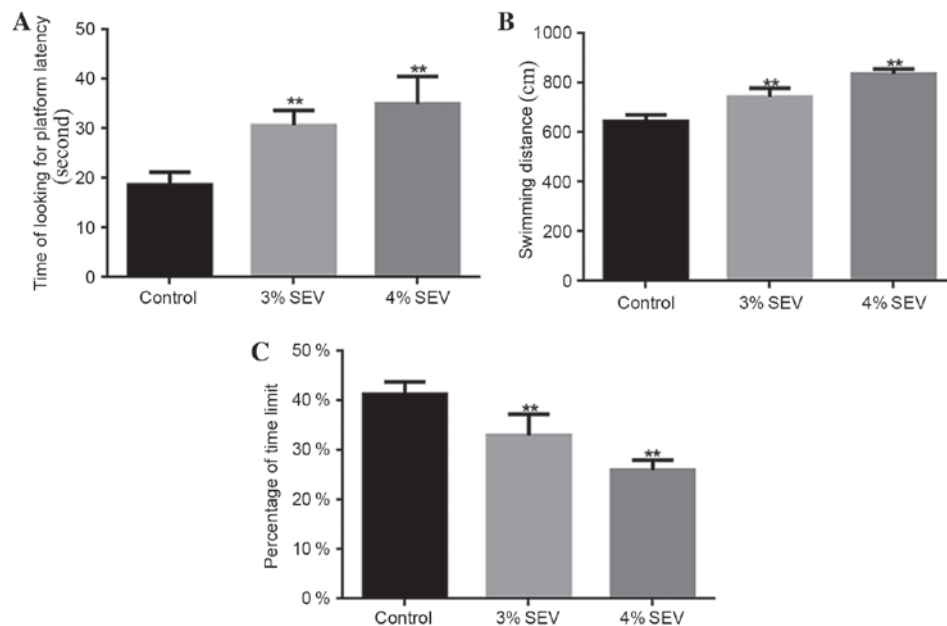 A
Time of looking for platform latency
(second)
50
40
30
20
10
0
**
**
Control
3% SEV
4% SEV
B
Swimming distance (cm)
1000
800
600
400
200
0
**
**
Control
3% SEV
4% SEV
C
Percentage of time limit
50 %
40 %
30 %
20 %
10 %
0 %
**
**
Control
3% SEV
4% SEV